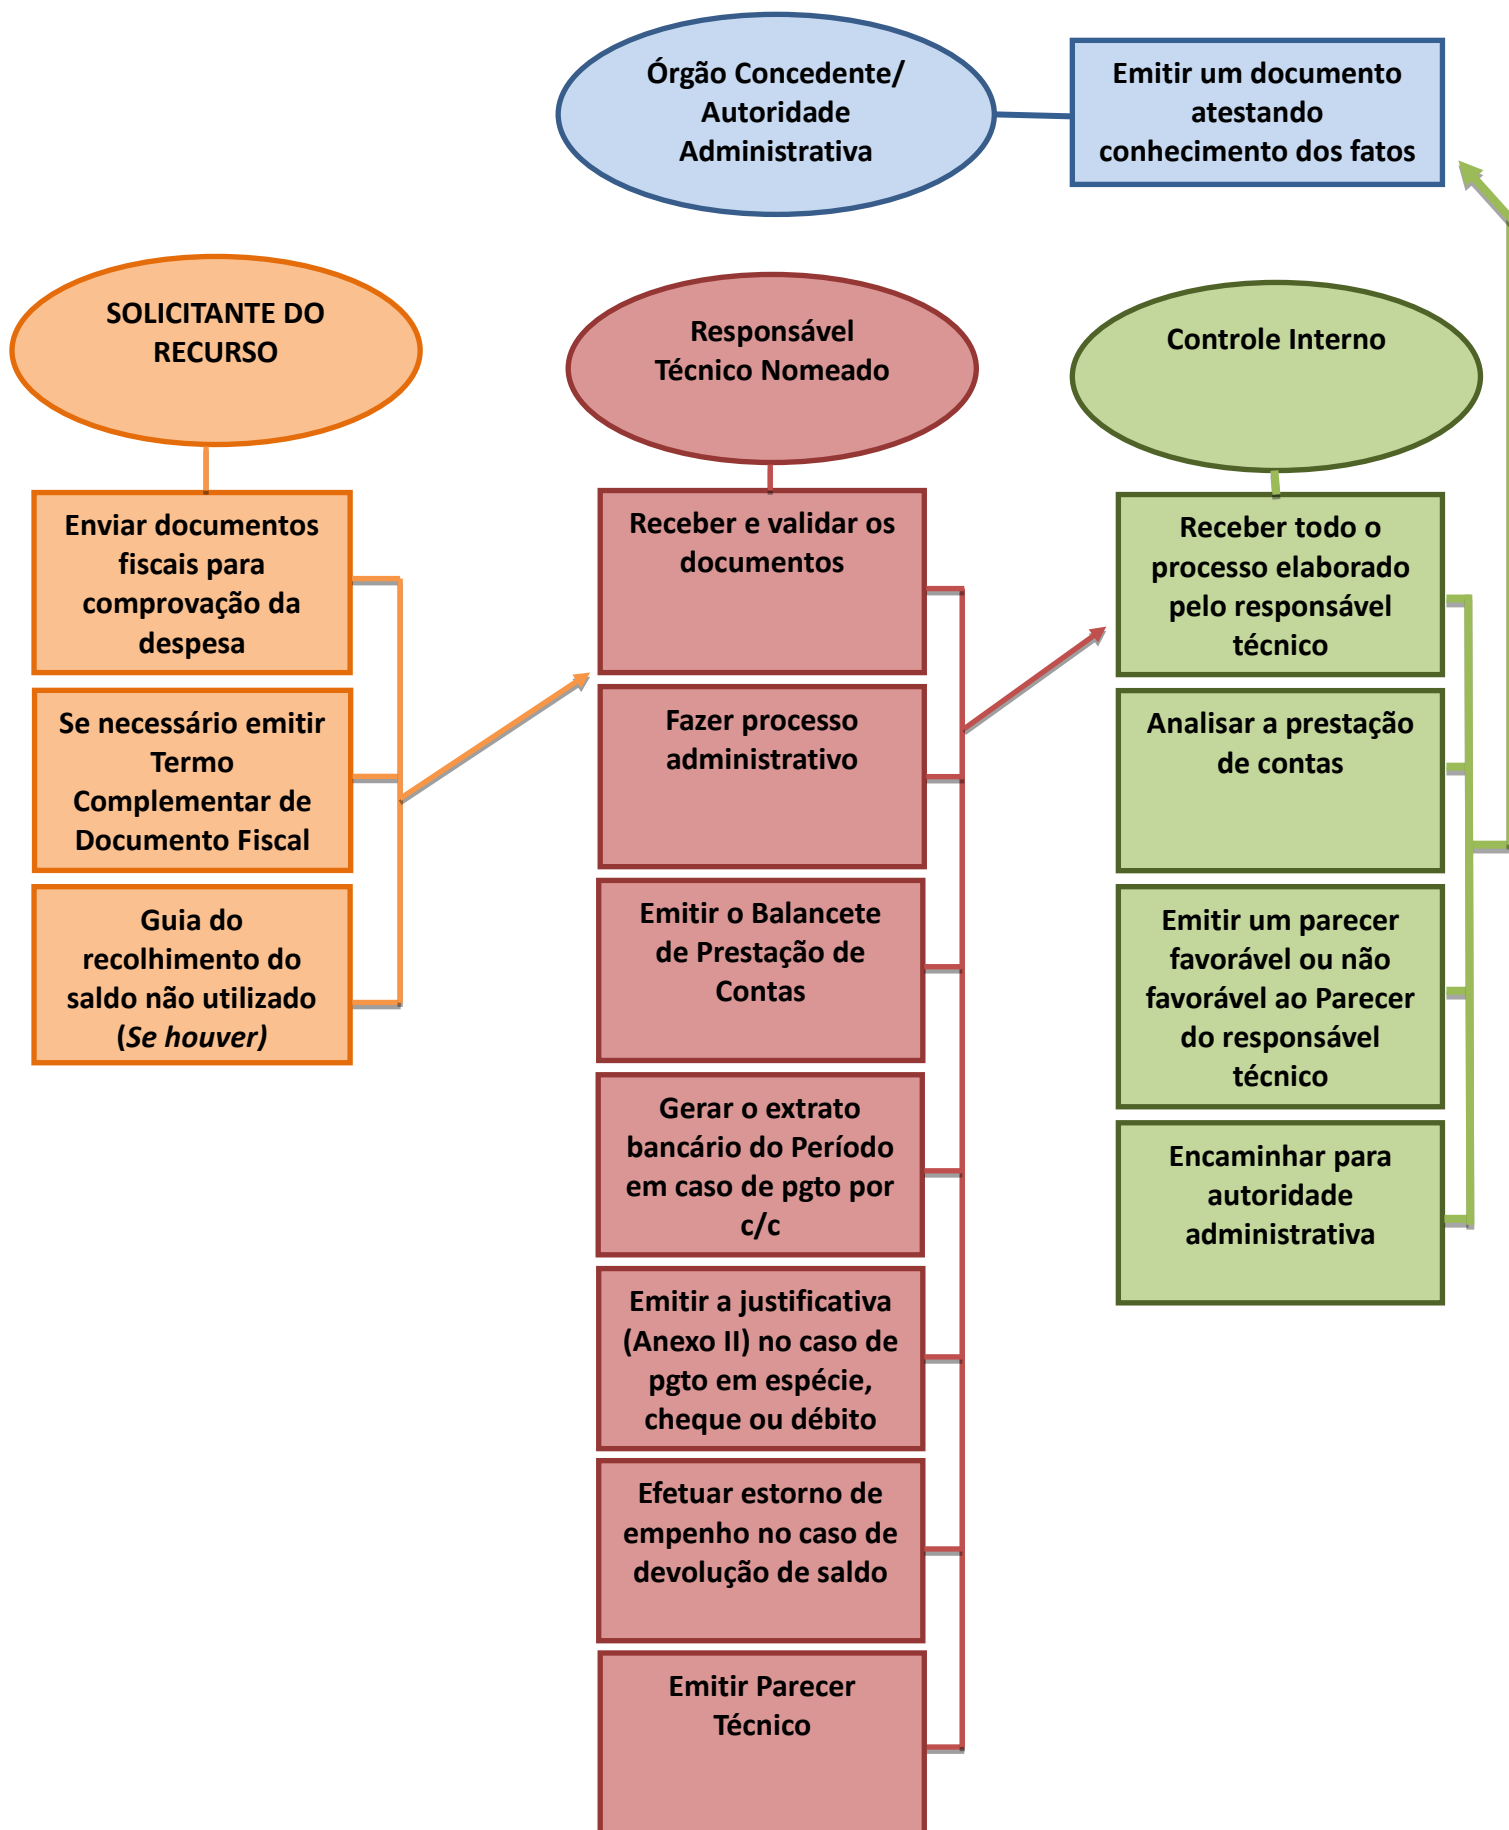 Órgão Concedente/
Autoridade
Administrativa
Emitir um documento
atestando
conhecimento dos fatos
SOLICITANTE DO
RECURSO
Enviar documentos
fiscais para
comprovação da
despesa
Se necessário emitir
Termo
Complementar de
Documento Fiscal
Guia do
recolhimento do
saldo não utilizado
(Se houver)
Responsável
Técnico Nomeado
Receber e validar os
documentos
Fazer processo
administrativo
Emitir o Balancete
de Prestação de
Contas
Gerar o extrato
bancário do Período
em caso de pgto por
c/c
Emitir a justificativa
(Anexo II) no caso de
pgto em espécie,
cheque ou débito
Efetuar estorno de
empenho no caso de
devolução de saldo
Emitir Parecer
Técnico
Controle Interno
Receber todo o
processo elaborado
pelo responsável
técnico
Analisar a prestação
de contas
Emitir um parecer
favorável ou não
favorável ao Parecer
do responsável
técnico
Encaminhar para
autoridade
administrativa